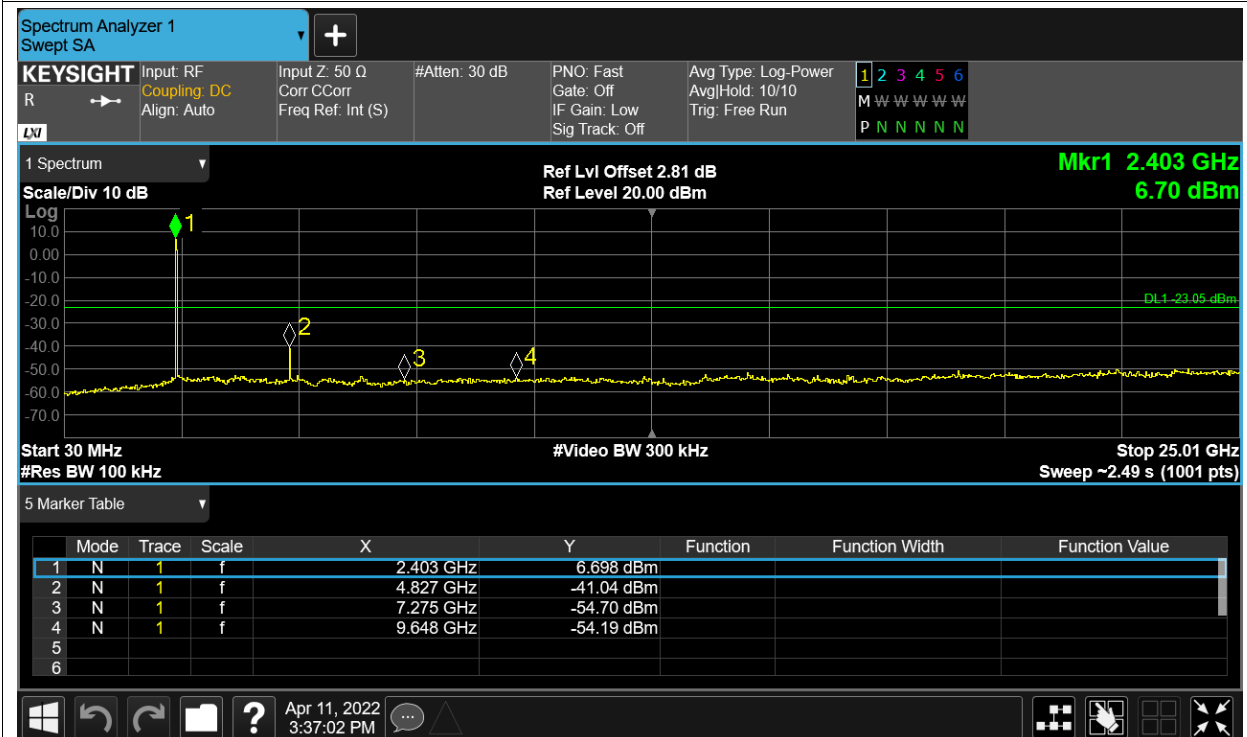 Spectrum Analyzer 1
Swept SA
+
KEYSIGHT Input: RF Input Z: 50 Ω #Atten: 30 dB PNO: Fast Avg Type: Log-Power 1 2 3 4 5 6
R Coupling: DC Corr CCorr Gate: Off Avg|Hold: 10/10 M W W W W W
Align: Auto Freq Ref: Int (S) IF Gain: Low Trig: Free Run P N N N N N
LXI Sig Track: Off
1 Spectrum Ref Lvl Offset 2.81 dB Mkr1 2.403 GHz
Scale/Div 10 dB Ref Level 20.00 dBm 6.70 dBm
Log
1
10.0
0.00
-10.0
-20.0 DL1 -23.05 dBm
-30.0
2
-40.0
3 4
-50.0
-60.0
-70.0
Start 30 MHz #Video BW 300 kHz Stop 25.01 GHz
#Res BW 100 kHz Sweep ~2.49 s (1001 pts)
5 Marker Table
Mode Trace Scale X Y Function Function Width Function Value
1 N 1 f 2.403 GHz 6.698 dBm
2 N 1 f 4.827 GHz -41.04 dBm
3 N 1 f 7.275 GHz -54.70 dBm
4 N 1 f 9.648 GHz -54.19 dBm
5
6
? Apr 11, 2022
3:37:02 PM